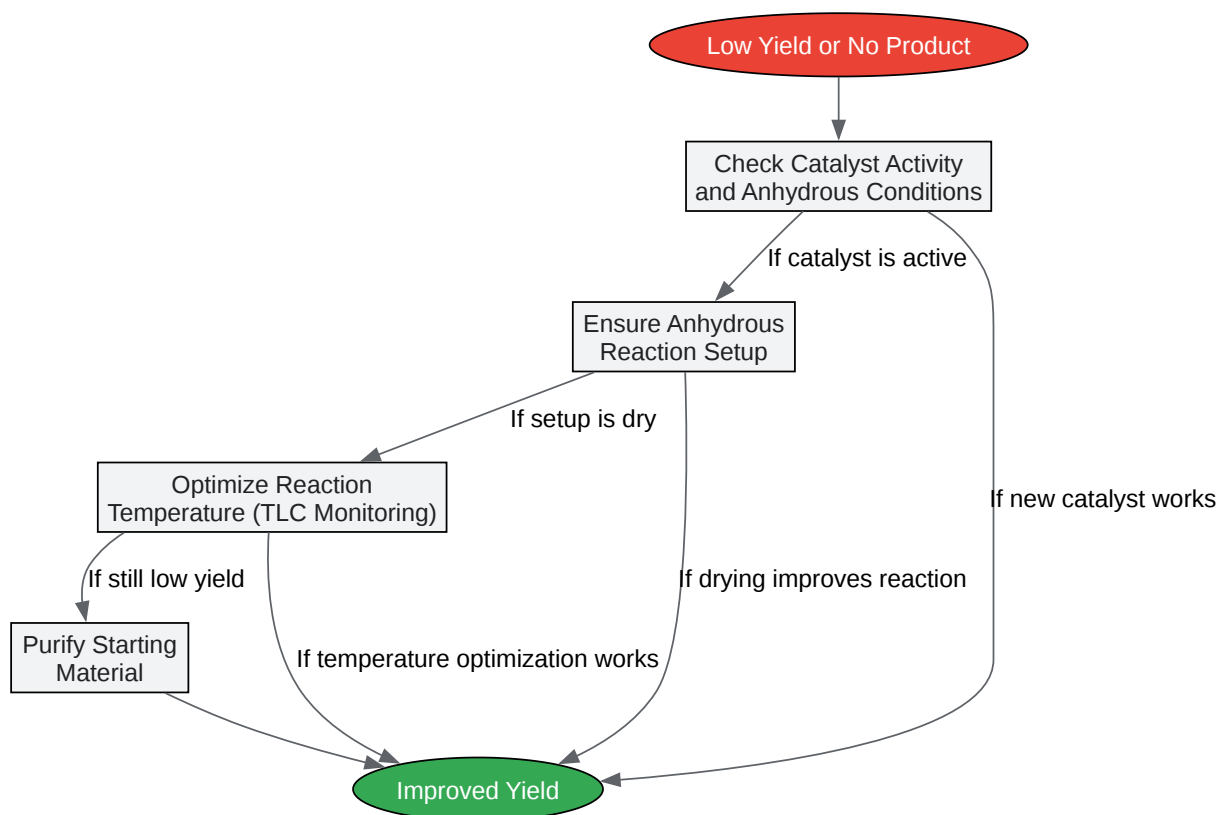 Low Yield or No Product
Check Catalyst Activity
and Anhydrous Conditions
If catalyst is active
Ensure Anhydrous
Reaction Setup
If setup is dry
Optimize Reaction
Temperature (TLC Monitoring)
If new catalyst works
If still low yield
If drying improves reaction
Purify Starting
Material
If temperature optimization works
Improved Yield